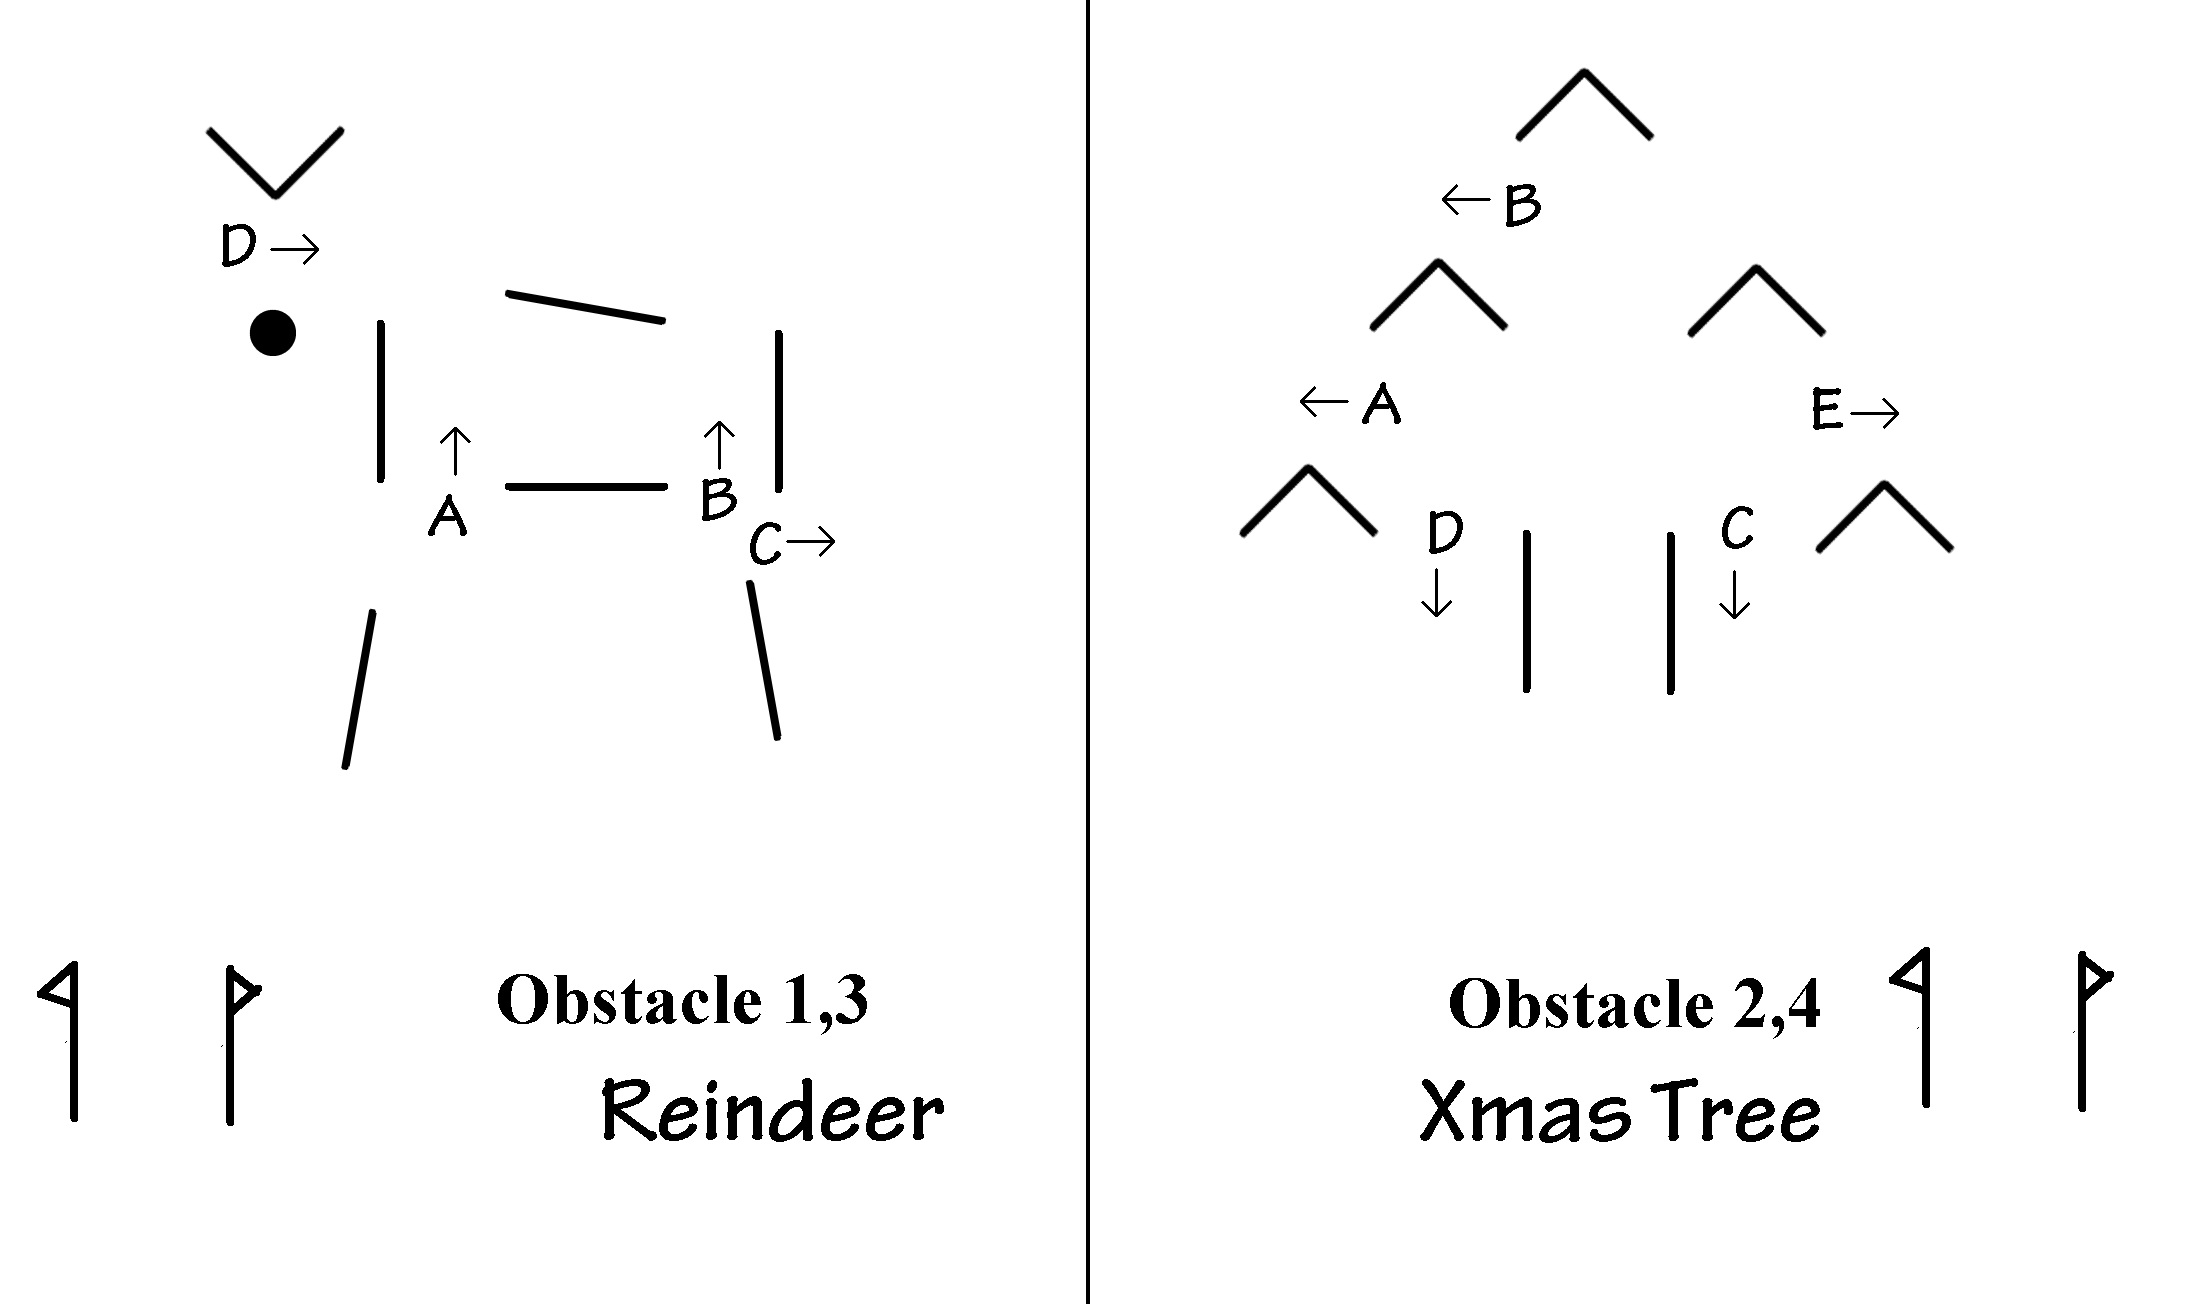 D→
A
B
C→
Obstacle 1,3
Reindeer
←B
←A
E→
D
C
Obstacle 2,4
Xmas Tree